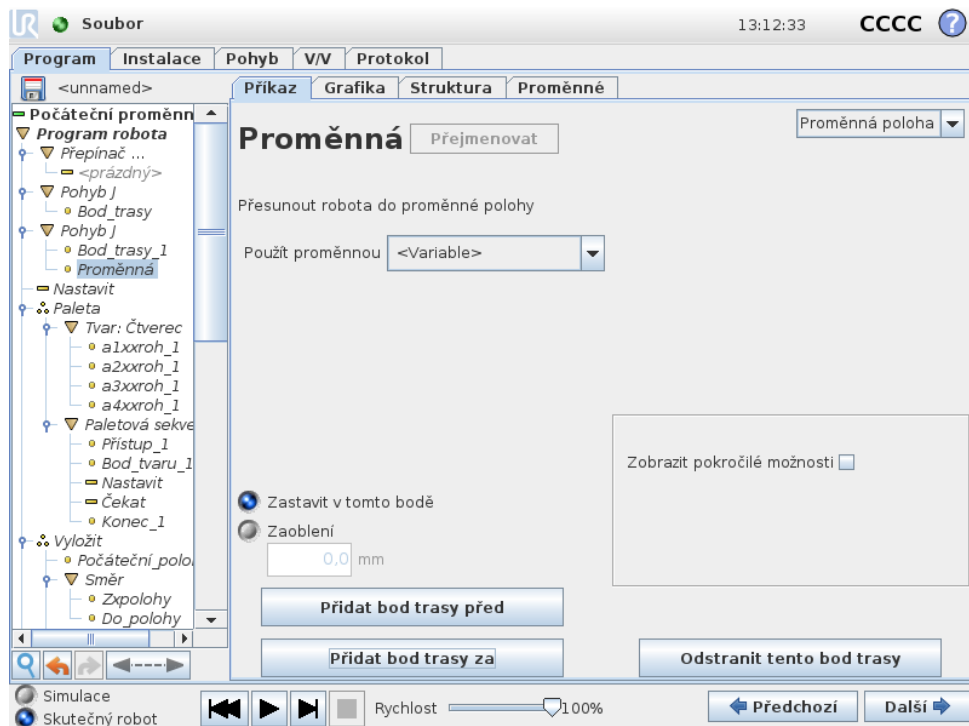 UR Soubor 13:12:33 CCCC ?
Program Instalace Pohyb V/V Protokol
<unnamed>
Příkaz Grafika Struktura Proměnné
Počáteční proměnn
Program robota
Přepínač ...
<prázdný>
Pohyb J
Bod_trasy
Pohyb J
Bod_trasy_1
Proměnná
Nastavit
Paleta
Tvar: Čtverec
a1xxroh_1
a2xxroh_1
a3xxroh_1
a4xxroh_1
Paletová sekve
Přístup_1
Bod_tvaru_1
Nastavit
Čekat
Konec_1
Vyložit
Počáteční_polo
Směr
Zxpolohy
Do_polohy
Proměnná Přejmenovat
Proměnná poloha
Přesunout robota do proměnné polohy
Použít proměnnou <Variable>
Zobrazit pokročilé možnosti
Zastavit v tomto bodě
Zaoblení
0,0 mm
Přidat bod trasy před
Přidat bod trasy za
Odstranit tento bod trasy
Simulace
Skutečný robot
Rychlost 100%
Předchozí Další